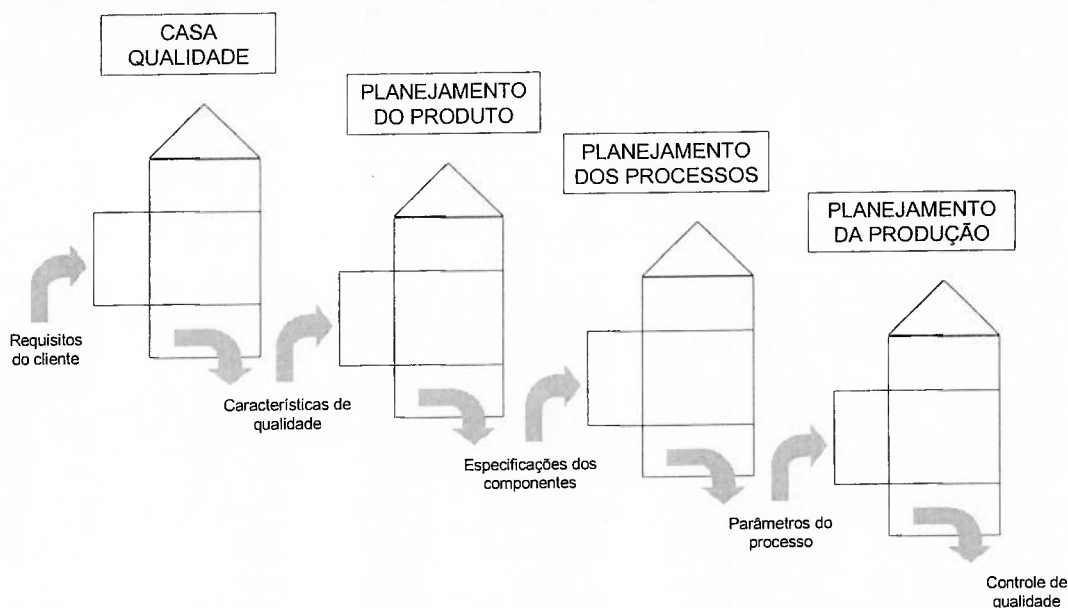 CASA
QUALIDADE
PLANEJAMENTO
DO PRODUTO
PLANEJAMENTO
DOS PROCESSOS
PLANEJAMENTO
DA PRODUÇÃO
Requisitos
do cliente
Características de
qualidade
Especificações dos
componentes
Parâmetros do
processo
Controle de
qualidade